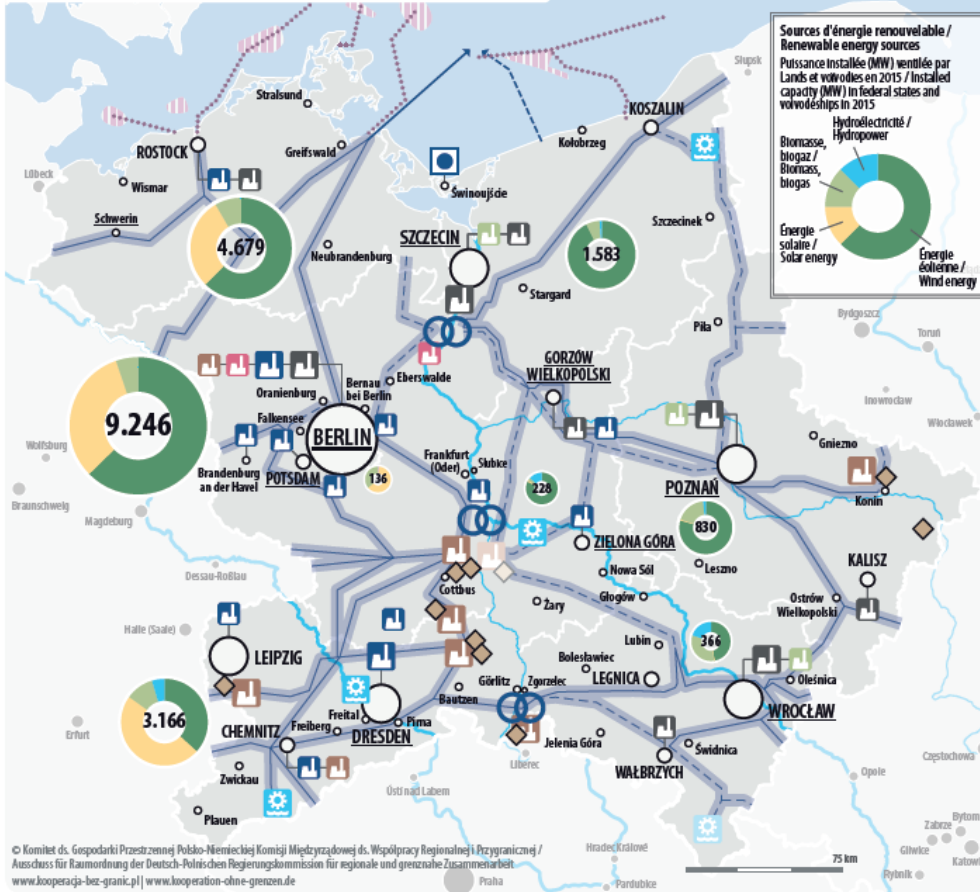 Sources d'énergie renouvelable /
Renewable energy sources
Puissance installée (MW) ventilée par
Lands et voïvodies en 2015 / Installed
capacity (MW) in federal states and
voivodeships in 2015
Hydroélectricité /
Hydropower
Biomasse,
biogaz /
Biomass,
biogas
Énergie
solaire /
Solar energy
Énergie
éolienne /
Wind energy
Słupsk
Stralsund
KOSZALIN
ROSTOCK
Greifswald
Kołobrzeg
Lübeck
Wismar
Świnoujście
Schwerin
Szczecinek
4.679
SZCZECIN
1.583
Neubrandenburg
Stargard
Bydgoszcz
Piła
Toruń
GORZÓW
WIELKOPOLSKI
Eberswalde
Bernau
bei Berlin
Oranienburg
Inowrocław
Włocławek
9.246
Falkensee
BERLIN
Gniezno
Wolfsburg
Frankfurt
(Oder)
Słubice
Brandenburg
an der Havel
POTSDAM
136
228
POZNAŃ
Konin
Braunschweig
Magdeburg
830
ZIELONA GÓRA
Leszno
KALISZ
Dessau-Roßlau
Cottbus
Nowa Sól
Głogów
Żary
Ostrów
Wielkopolski
Halle (Saale)
LEIPZIG
366
Lubin
Bolesławiec
LEGNICA
Oleśnica
Görlitz
Zgorzelec
Bautzen
WROCŁAW
3.166
Freital
Pirna
Freiberg
DRESDEN
CHEMNITZ
Erfurt
Jelenia Góra
Świdnica
Liberec
WAŁBRZYCH
Zwickau
Częstochowa
Opole
Ústí nad Labem
Plauen
Bytom
Zabrze
Gliwice
Katow
Hradec Králové
© Komitet ds. Gospodarki Przestrzennej Polsko-Niemieckiej Komisji Międzyrządowej ds. Współpracy Regionalnej i Przygranicznej /
Ausschuss für Raumordnung der Deutsch-Polnischen Regierungskommission für regionale und grenznahe Zusammenarbeit
www.kooperacja-bez-granic.pl | www.kooperation-ohne-grenzen.de
75 km
Praha
Pardubice
Rybnik